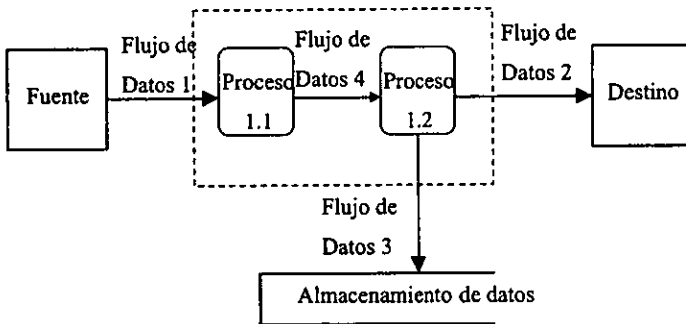 Flujo de
Datos 1
Flujo de
Datos 4
Flujo de
Datos 2
Fuente
Proceso
1.1
Proceso
1.2
Destino
Flujo de
Datos 3
Almacenamiento de datos